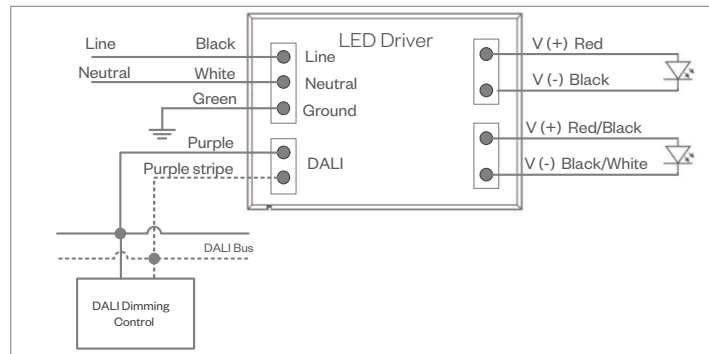 LED Driver
Line Black Line
Neutral White Neutral
Green Ground
Purple
Purple stripe
DALI
V (+) Red
V (-) Black
V (+) Red/Black
V (-) Black/White
DALI Bus
DALI Dimming
Control